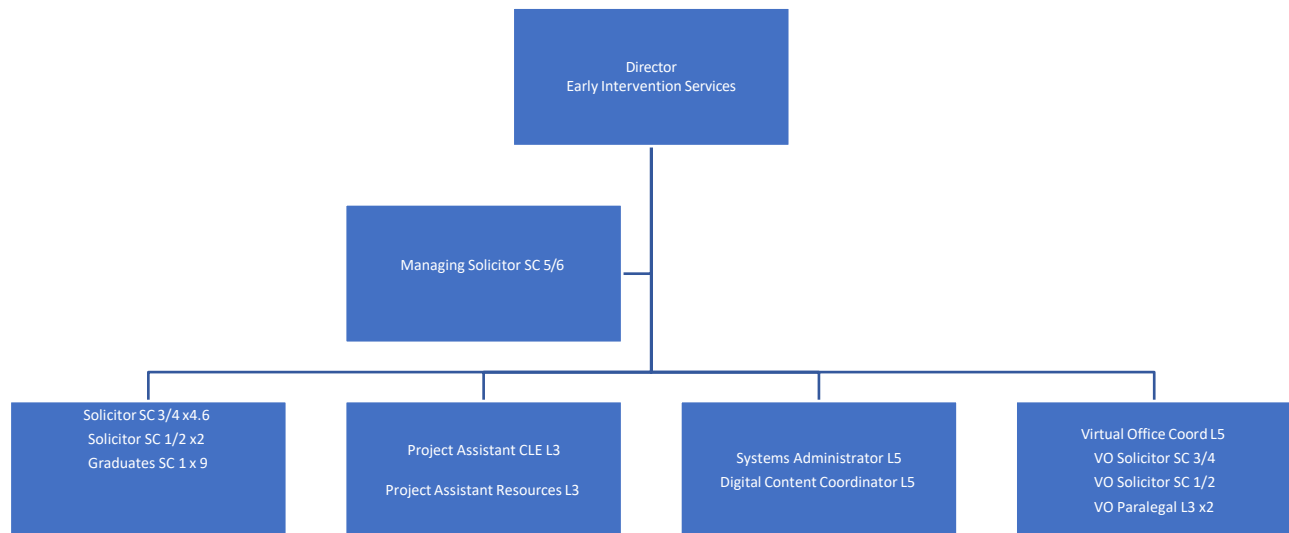 Director
Early Intervention Services
Managing Solicitor SC 5/6
Solicitor SC 3/4 x4.6
Solicitor SC 1/2 x2
Graduates SC 1 x 9
Project Assistant CLE L3
Project Assistant Resources L3
Systems Administrator L5
Digital Content Coordinator L5
Virtual Office Coord L5
VO Solicitor SC 3/4
VO Solicitor SC 1/2
VO Paralegal L3 x2